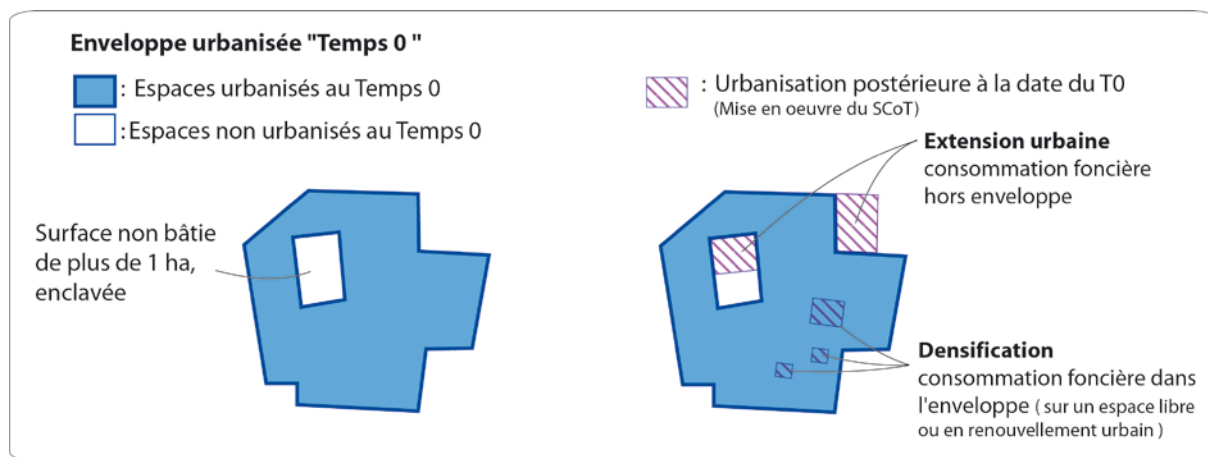 Enveloppe urbanisée "Temps 0 "
: Espaces urbanisés au Temps 0
: Espaces non urbanisés au Temps 0
Surface non bâtie
de plus de 1 ha,
enclavée
: Urbanisation postérieure à la date du T0
(Mise en oeuvre du SCoT)
Extension urbaine
consommation foncière
hors enveloppe
Densification
consommation foncière dans
l'enveloppe ( sur un espace libre
ou en renouvellement urbain )